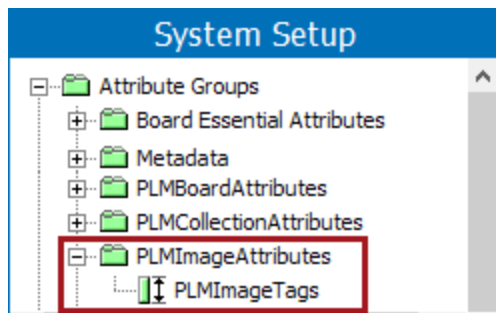 System Setup
Attribute Groups
Board Essential Attributes
Metadata
PLMBoardAttributes
PLMCollectionAttributes
PLMImageAttributes
PLMImageTags